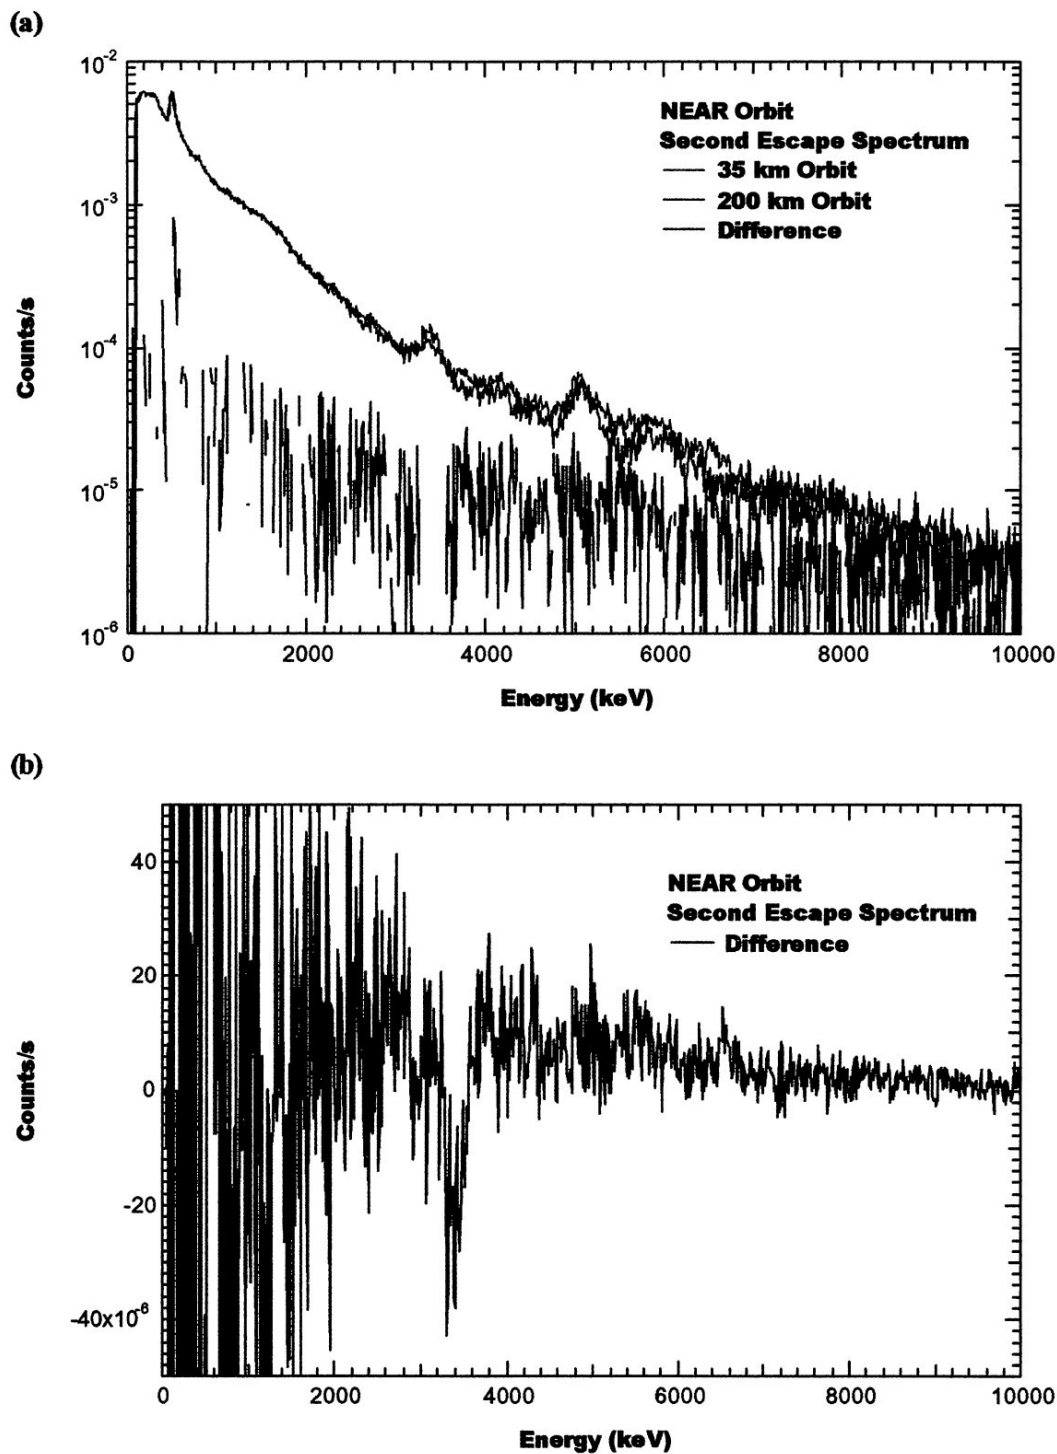 (a)
10-2
NEAR Orbit
Second Escape Spectrum
35 km Orbit
200 km Orbit
Difference
10-3
Counts/s
10-4
10-5
10-6
0 2000 4000 6000 8000 10000
Energy (keV)
(b)
40
NEAR Orbit
Second Escape Spectrum
Difference
20
Counts/s
0
-20
-40x10-6
0 2000 4000 6000 8000 10000
Energy (keV)